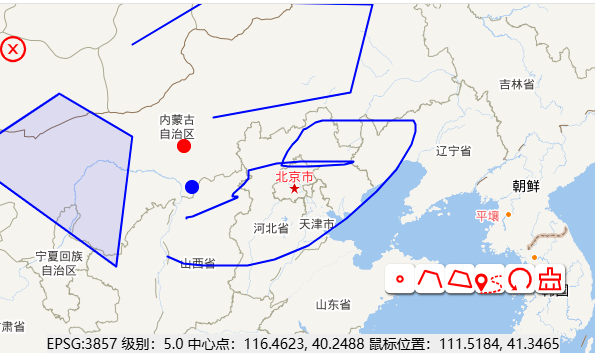 吉林省
内蒙古
自治区
辽宁省
北京市
朝鲜
平壤
河北省
天津市
宁夏回族
自治区
山西省
山东省
肃省
EPSG:3857 级别：5.0 中心点：116.4623, 40.2488 鼠标位置：111.5184, 41.3465